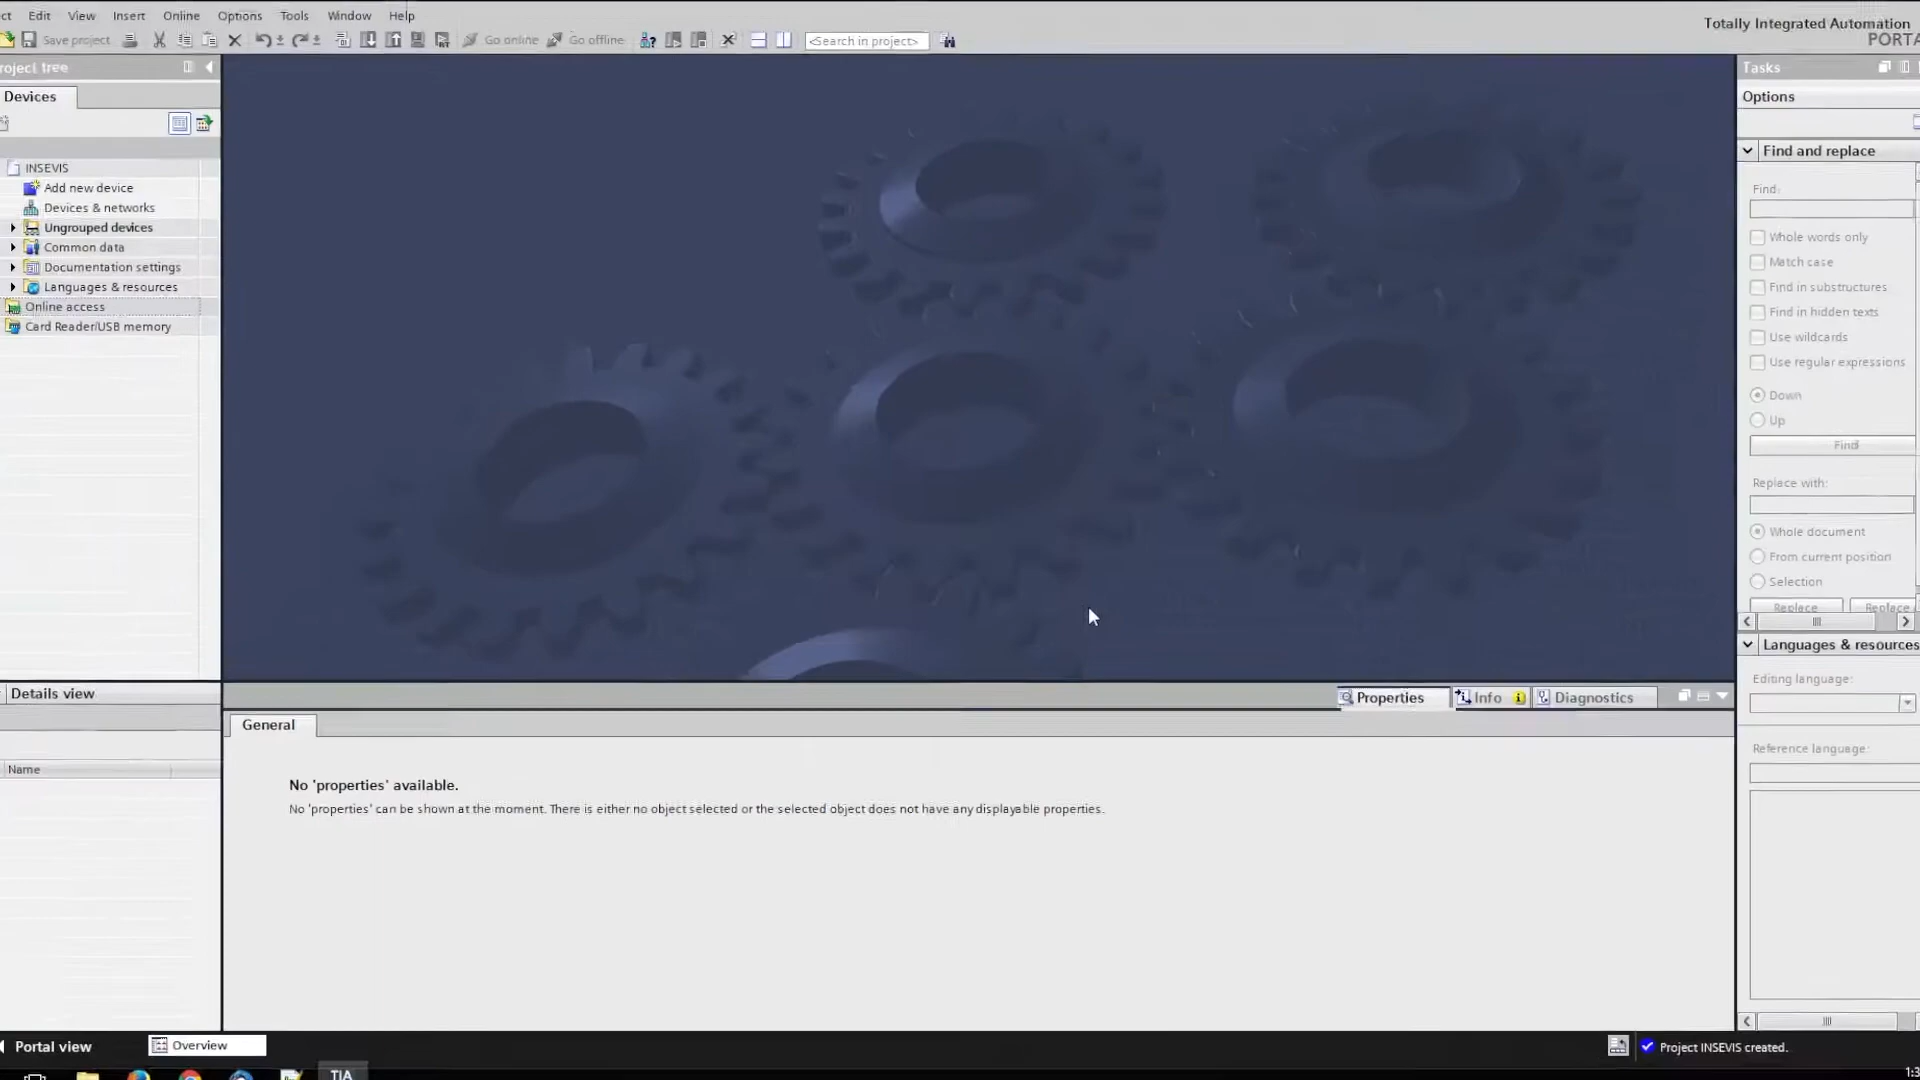 ct Edit View Insert Online Options Tools Window Help
Totally Integrated Automation
PORTA
Save project Go online Go offline <Search in project>
roject tree
Tasks
Devices
Options
INSEVIS
Add new device
Devices & networks
Ungrouped devices
Common data
Documentation settings
Languages & resources
Online access
Card Reader/USB memory
Find and replace
Find:
Whole words only
Match case
Find in substructures
Find in hidden texts
Use wildcards
Use regular expressions
Down
Up
Find
Replace with:
Whole document
From current position
Selection
Replace Replace
Languages & resources
Editing language:
Reference language:
Details view
Name
Properties Info Diagnostics
General
No 'properties' available.
No 'properties' can be shown at the moment. There is either no object selected or the selected object does not have any displayable properties.
Portal view Overview
Project INSEVIS created.
TIA
1:3